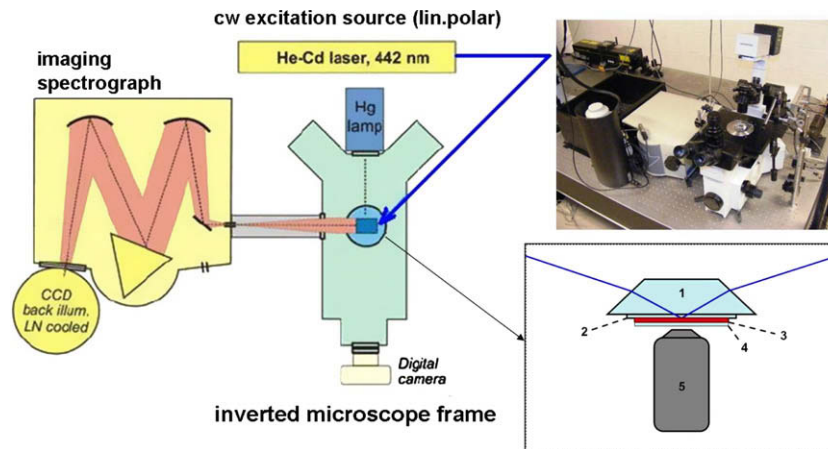 cw excitation source (lin.polar)
imaging
spectrograph
He-Cd laser, 442 nm
Hg
lamp
CCD
back illum.
LN cooled
Digital
camera
inverted microscope frame
1
2
3
4
5